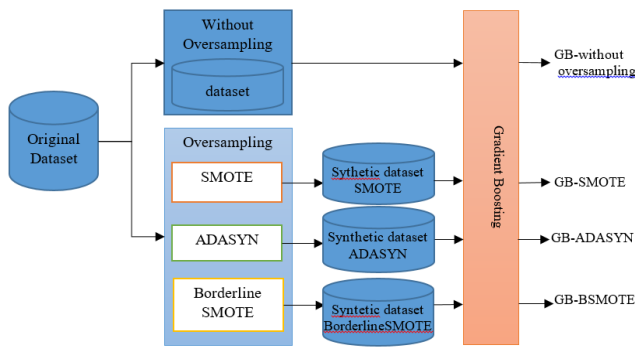 Original
Dataset
Without
Oversampling
dataset
Oversampling
SMOTE
ADASYN
Borderline
SMOTE
Sythetic dataset
SMOTE
Synthetic dataset
ADASYN
Syntetic dataset
BorderlineSMOTE
Gradient Boosting
GB-without
oversampling
GB-SMOTE
GB-ADASYN
GB-BSMOTE